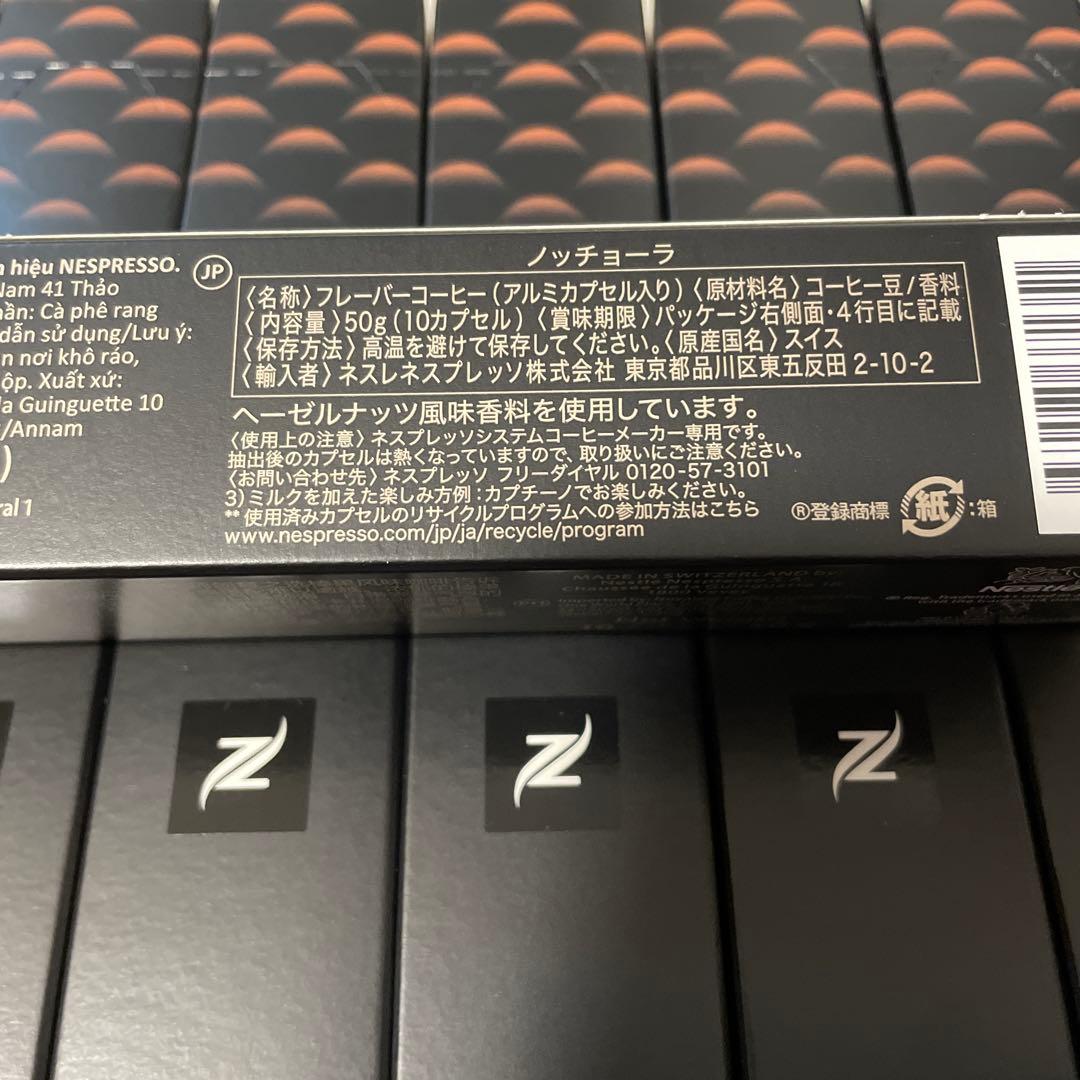 n hiệu NESPRESSO.
Nam 41 Thảo
hần: Cà phê rang
dẫn sử dụng/Lưu ý:
n nơi khô ráo,
ộp. Xuất xứ:
la Guinguette 10
/Annam
)
ral 1
JP
ノッチョーラ
〈名称〉フレーバーコーヒー(アルミカプセル入り)〈原材料名〉コーヒー豆/香料
〈内容量〉50g(10カプセル)〈賞味期限〉パッケージ右側面・4行目に記載
〈保存方法〉高温を避けて保存してください。〈原産国名〉スイス
〈輸入者〉ネスレネスプレッソ株式会社 東京都品川区東五反田2-10-2
ヘーゼルナッツ風味香料を使用しています。
〈使用上の注意〉ネスプレッソシステムコーヒーメーカー専用です。
抽出後のカプセルは熱くなっていますので、取り扱いにご注意ください。
〈お問い合わせ先〉ネスプレッソ フリーダイヤル 0120-57-3101
3)ミルクを加えた楽しみ方例:カプチーノでお楽しみください。
**使用済みカプセルのリサイクルプログラムへの参加方法はこちら
www.nespresso.com/jp/ja/recycle/program
®登録商標
紙:箱
MADE IN SWITZERLAND by:
N
N
N